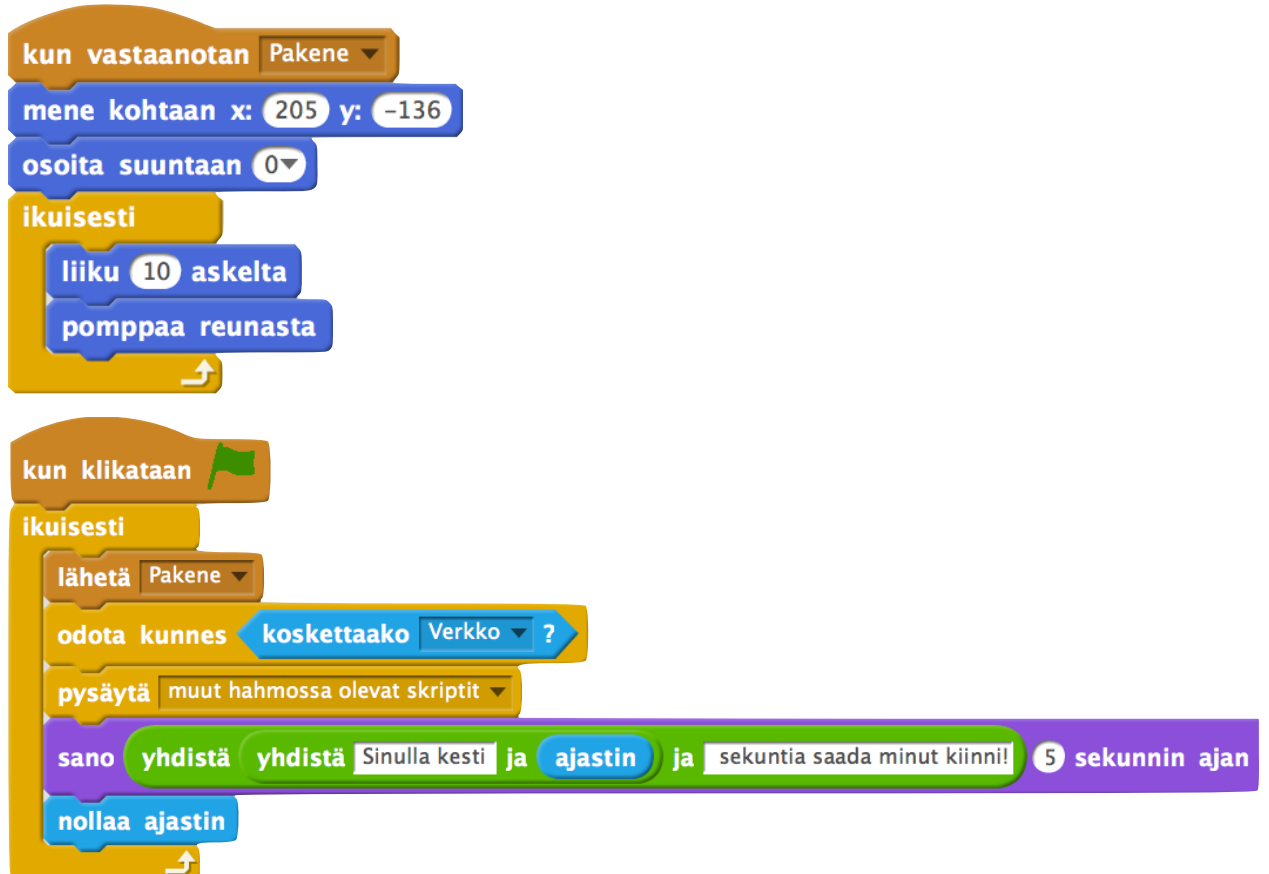 kun vastaanotan Pakene
mene kohtaan x: 205 y: -136
osoita suuntaan 0
ikuisesti
liiku 10 askelta
pomppaa reunasta
kun klikataan
ikuisesti
lähetä Pakene
odota kunnes koskettaako Verkko ?
pysäytä muut hahmossa olevat skriptit
sano yhdistä yhdistä Sinulla kesti ja ajastin ja sekuntia saada minut kiinni! 5 sekunnin ajan
nollaa ajastin